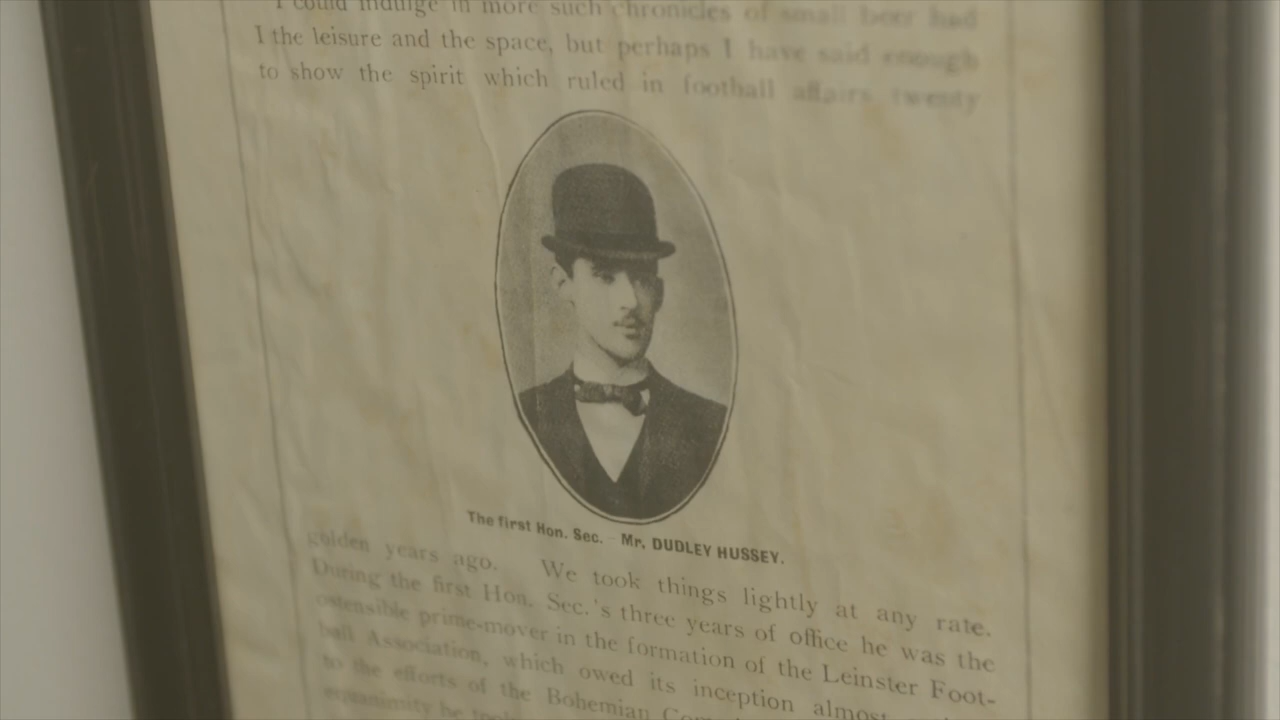 I could indulge in more such chronicles of small beer had
I the leisure and the space, but perhaps I have said enough
to show the spirit which ruled in football affairs twenty
The first Hon. Sec. Mr. DUDLEY HUSSEY.
golden years ago. We took things lightly at any rate.
During the first Hon. Sec.'s three years of office he was the
ostensible prime-mover in the formation of the Leinster Foot-
ball Association, which owed its inception almost
to the efforts of the Bohemian
equanimity he